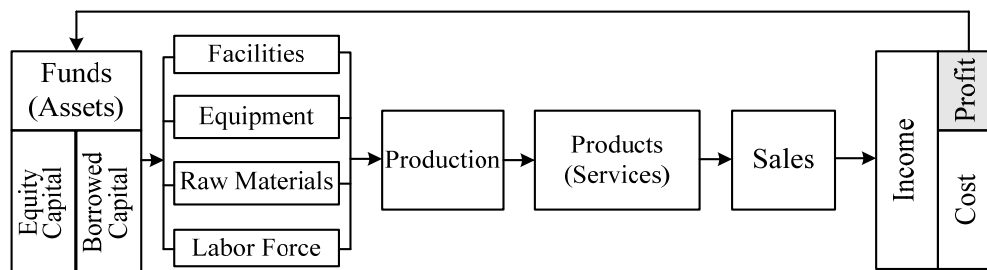 Funds
(Assets)
Equity
Capital
Borrowed
Capital
Facilities
Equipment
Raw Materials
Labor Force
Production
Products
(Services)
Sales
Income
Profit
Cost